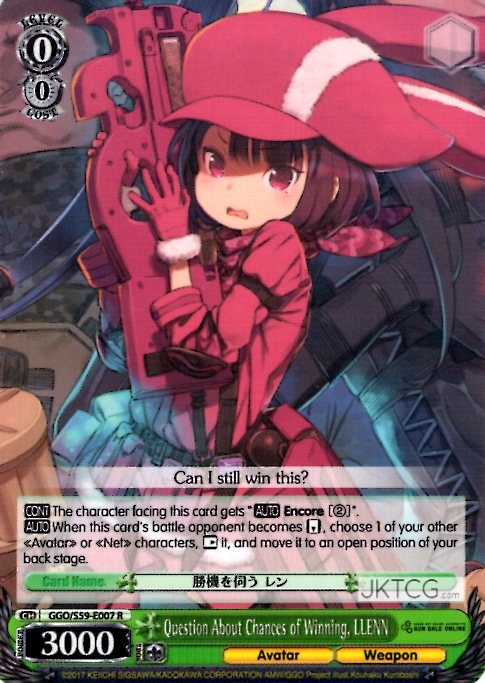 LEVEL
0
0
COST
Can I still win this?
CONT The character facing this card gets "AUTO Encore [②]".
AUTO When this card's battle opponent becomes , choose 1 of your other
«Avatar» or «Net» characters, it, and move it to an open position of your
back stage.
Card Name
勝機を伺う レン
JKTCG.com
GGO/S59-E007 R
POWER
3000
SOUL
Question About Chances of Winning, LLENN
GUN GALE ONLINE
Avatar
Weapon
©2017 KEIICHI SIGSAWA/KADOKAWA CORPORATION AMW/GGO Project illust.Kouhaku Kuroboshi